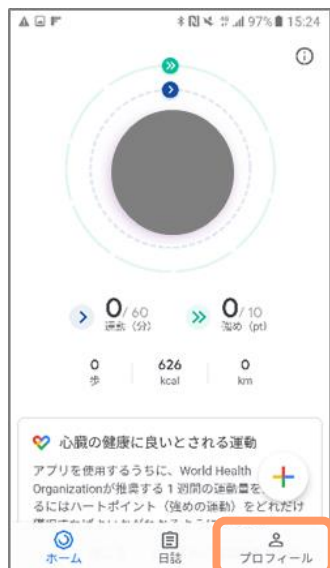 97% 15:24
0/60 0/10
運動（分） 強め（pt）
0 626 0
歩 kcal km
心臓の健康に良いとされる運動
アプリを使用するうちに、World Health
Organizationが推奨する1週間の運動量を
るにはハートポイント（強めの運動）をどれだけ
ホーム 日誌 プロフィール